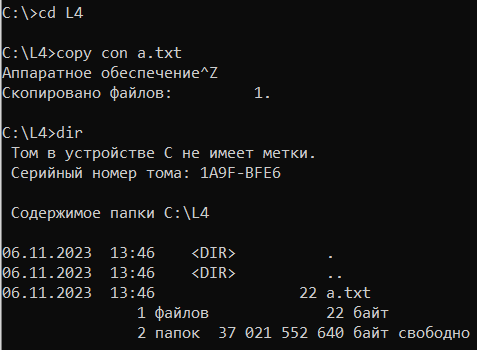 C:\>cd L4
C:\L4>copy con a.txt
Аппаратное обеспечение^Z
Скопировано файлов:         1.
C:\L4>dir
 Том в устройстве C не имеет метки.
 Серийный номер тома: 1A9F-BFE6
 Содержимое папки C:\L4
06.11.2023  13:46    <DIR>          .
06.11.2023  13:46    <DIR>          ..
06.11.2023  13:46                22 a.txt
               1 файлов             22 байт
               2 папок  37 021 552 640 байт свободно